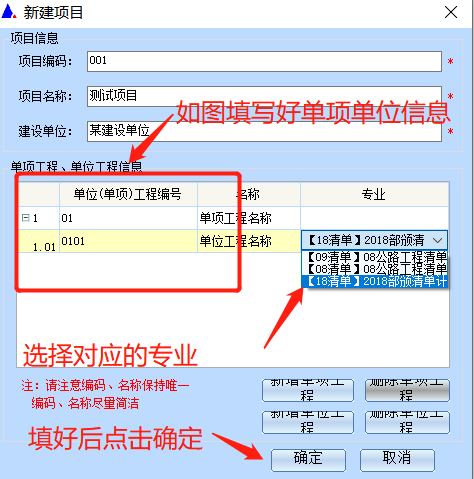 新建项目
项目信息
项目编码： 001 *
项目名称： 测试项目 *
如图填写好单项单位信息
建设单位： 某建设单位 *
单项工程、单位工程信息
单位(单项)工程编号 名称 专业
1 01 单项工程名称
1.01 0101 单位工程名称 【18清单】2018部颁清
【09清单】08公路工程清单
【08清单】08公路工程清单
【18清单】2018部颁清单计
选择对应的专业
注：请注意编码、名称保持唯一
编码、名称尽量简洁
新增单项工程 删除单项工程
新增单位工程 删除单位工程
填好后点击确定
确定 取消